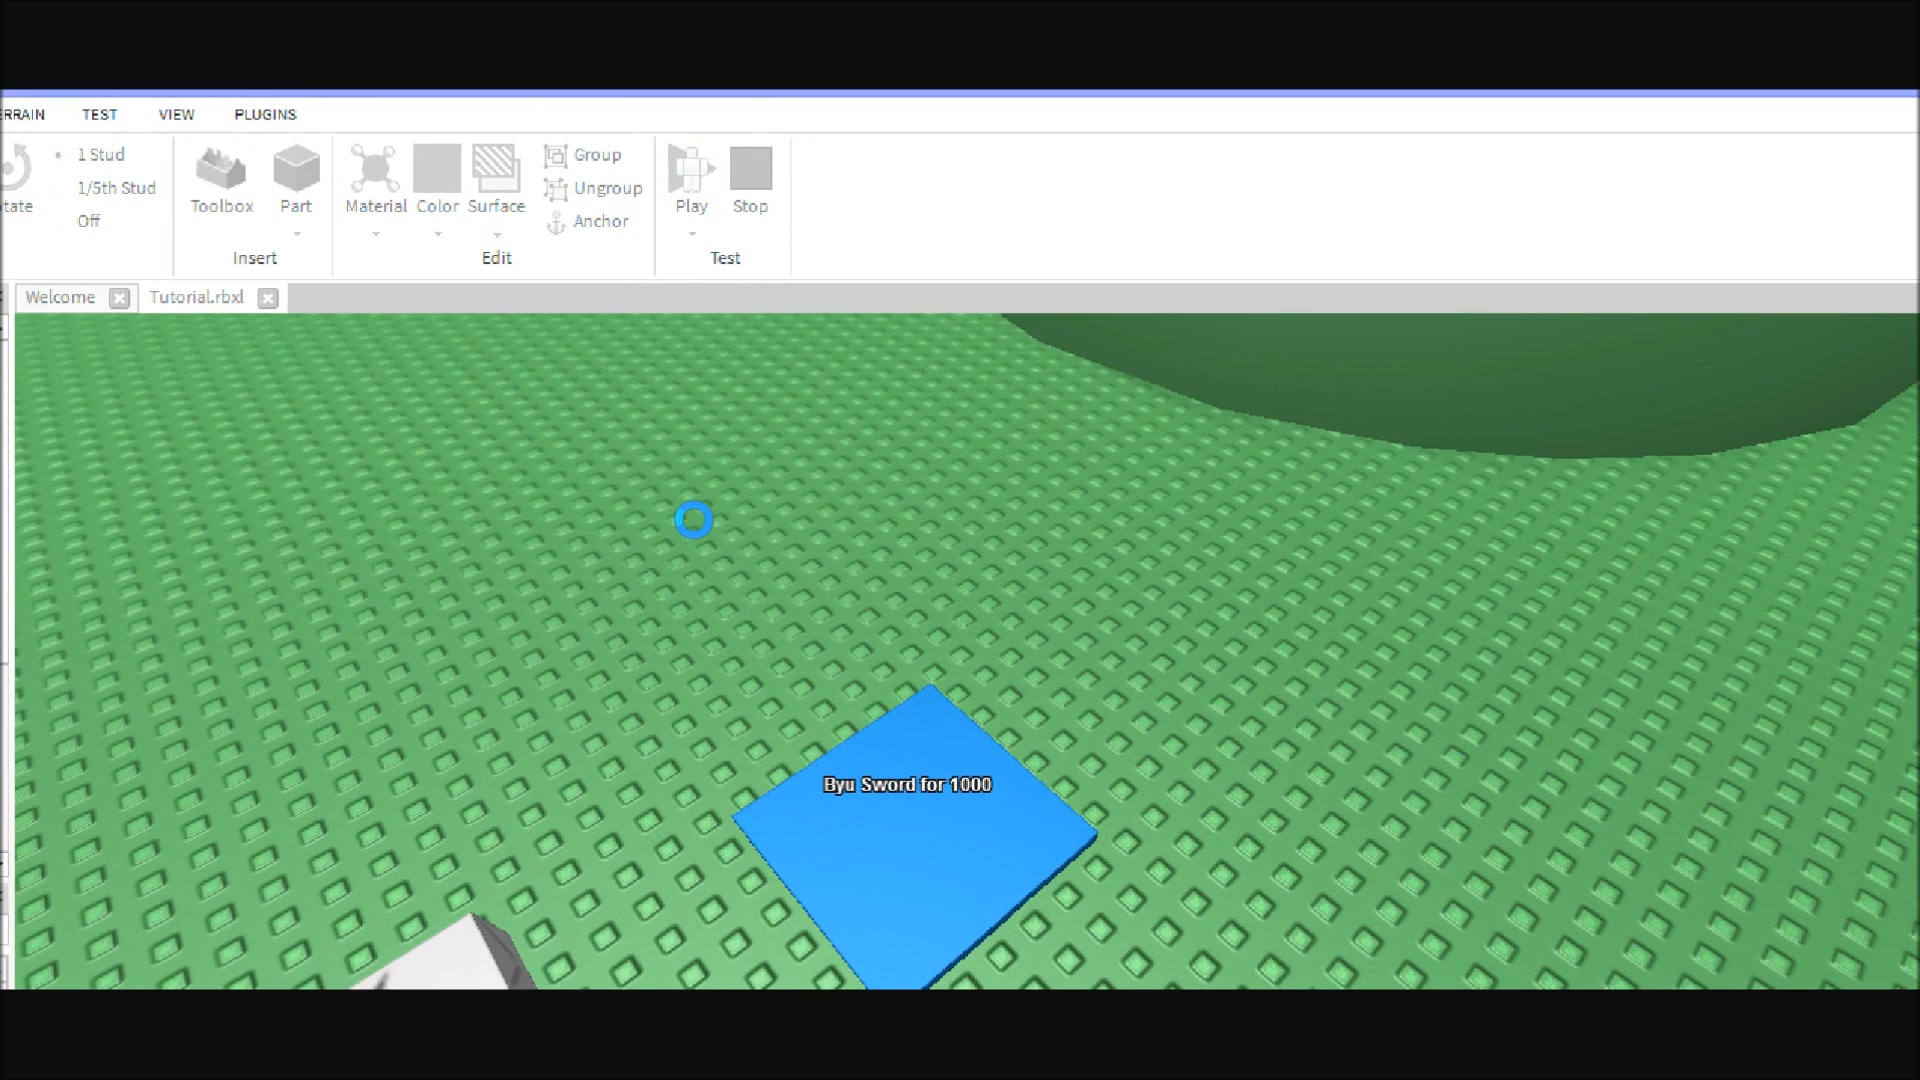 ERRAIN TEST VIEW PLUGINS
tate
1 Stud
1/5th Stud
Off
Toolbox Part
Insert
Material Color Surface
Group
Ungroup
Anchor
Edit
Play Stop
Test
Welcome Tutorial.rbxl
Byu Sword for 1000